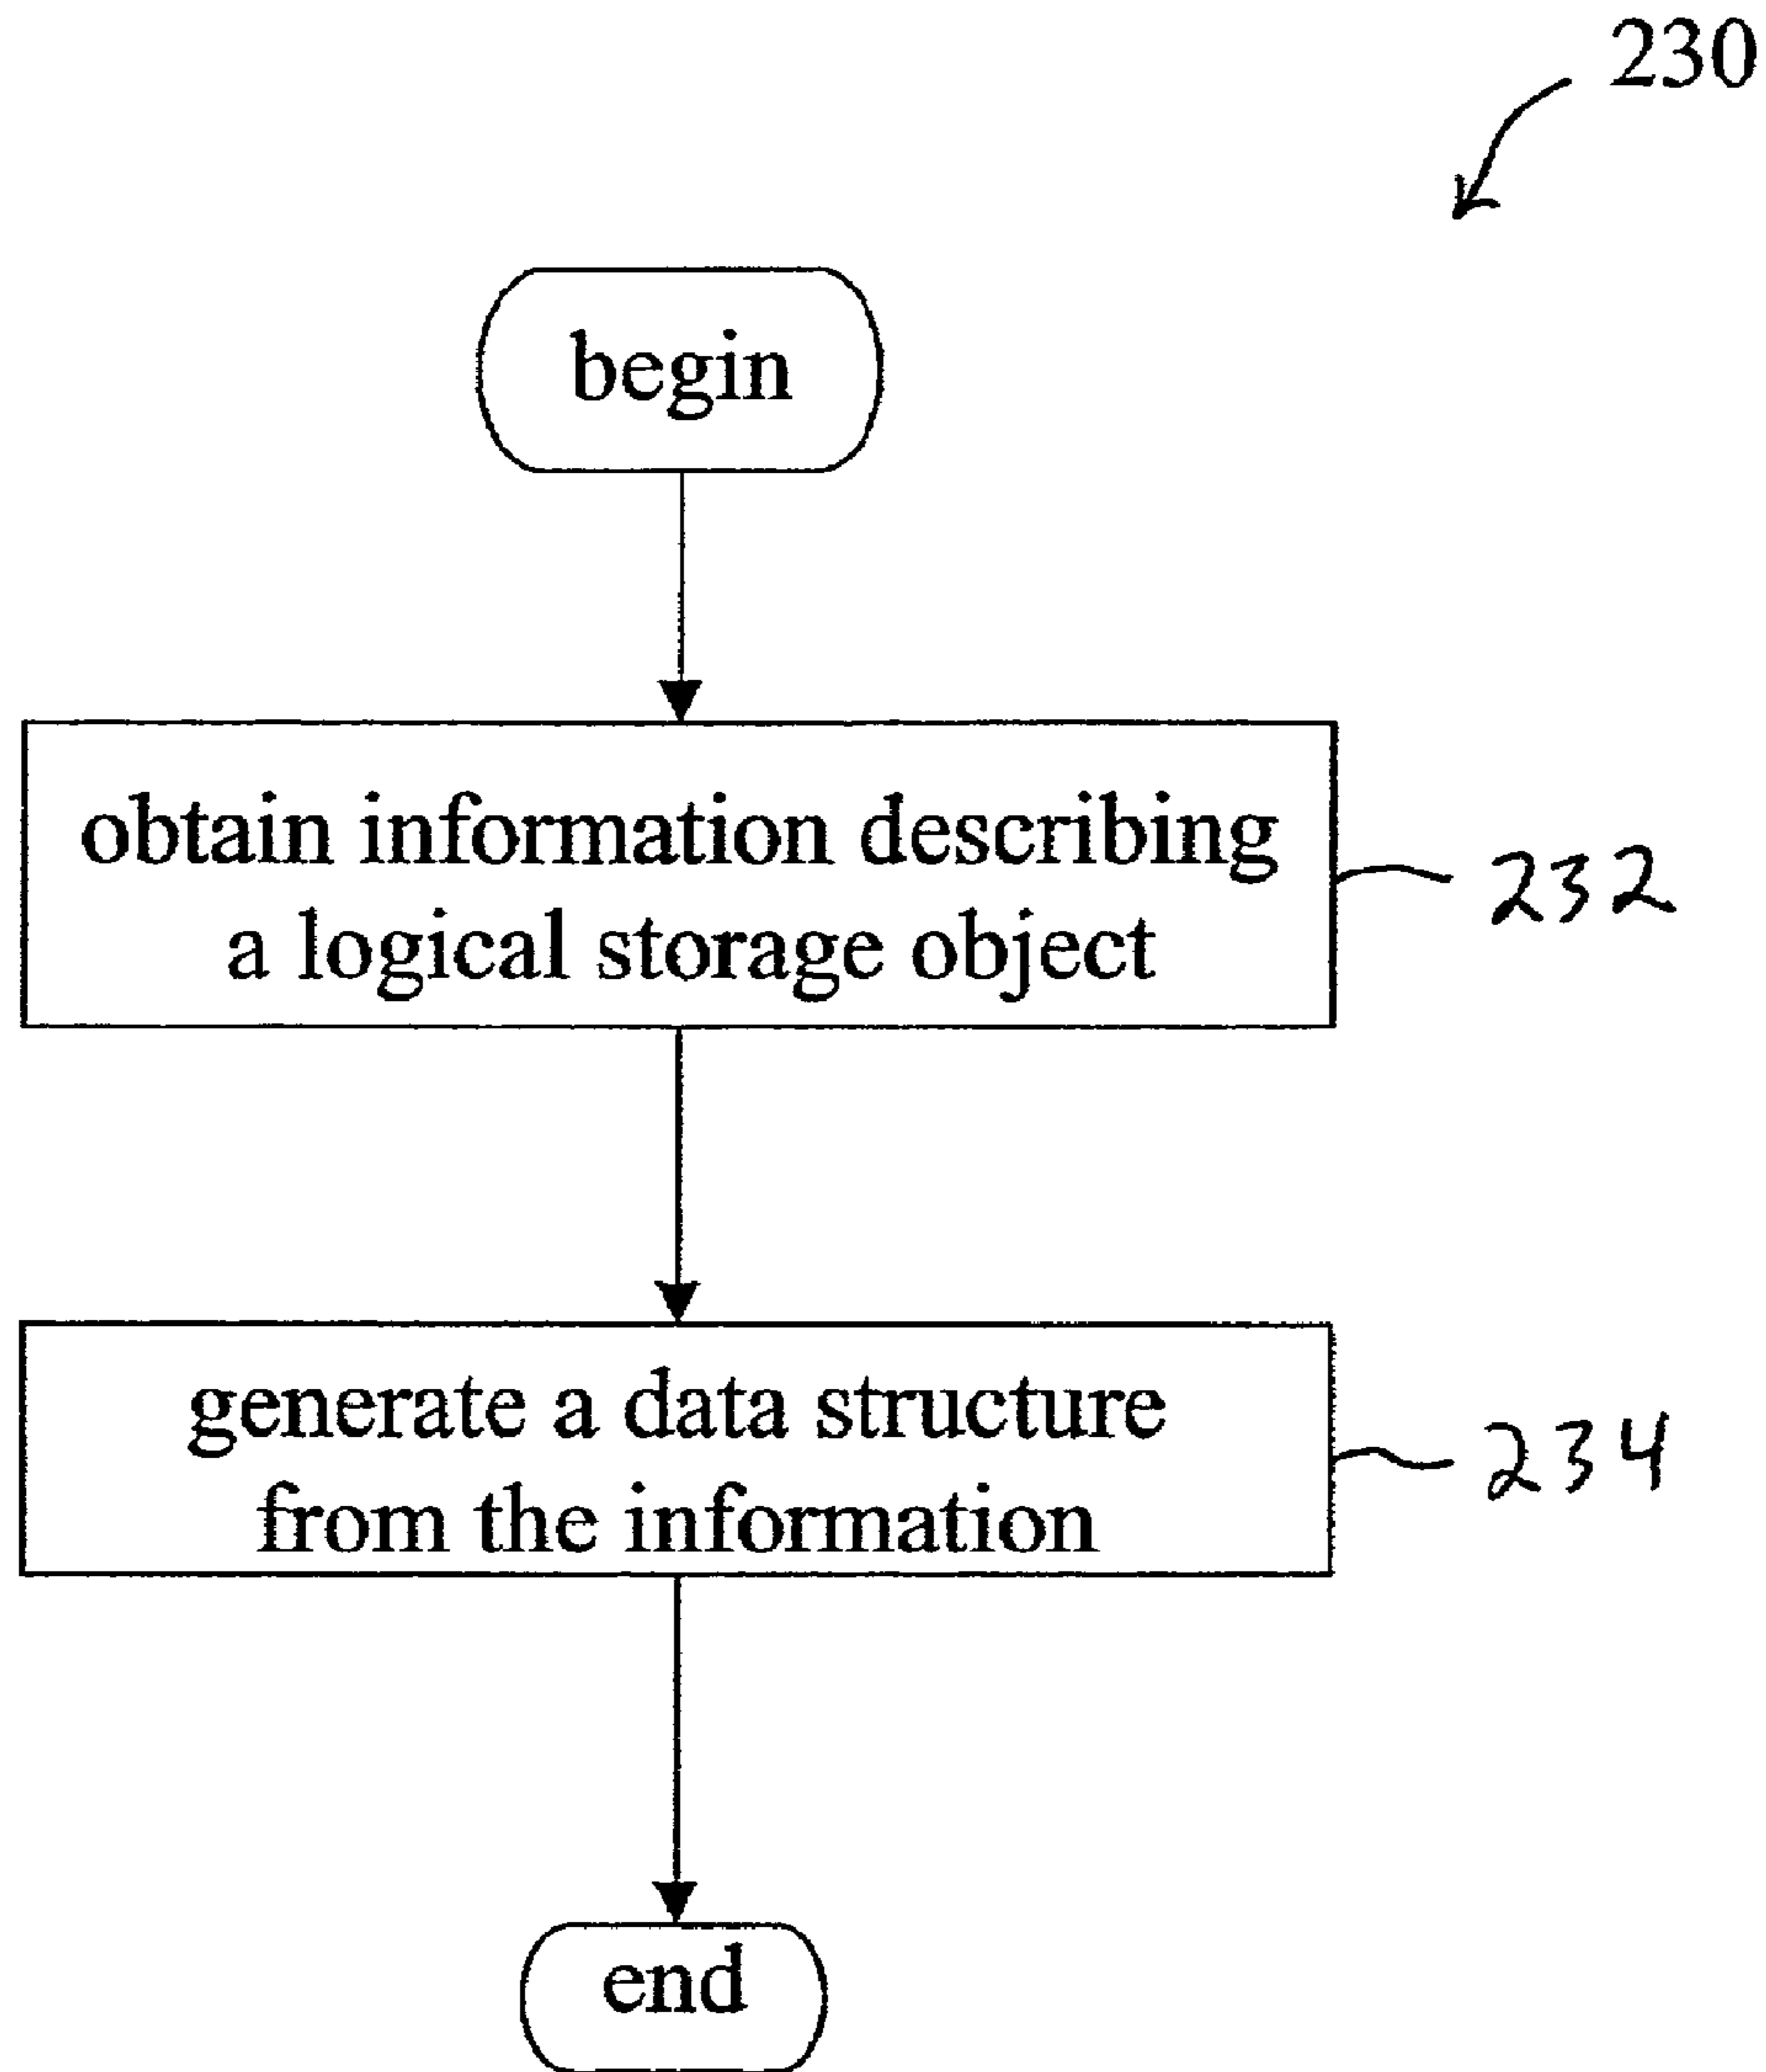 230
begin
obtain information describing
a logical storage object
232
generate a data structure
from the information
234
end